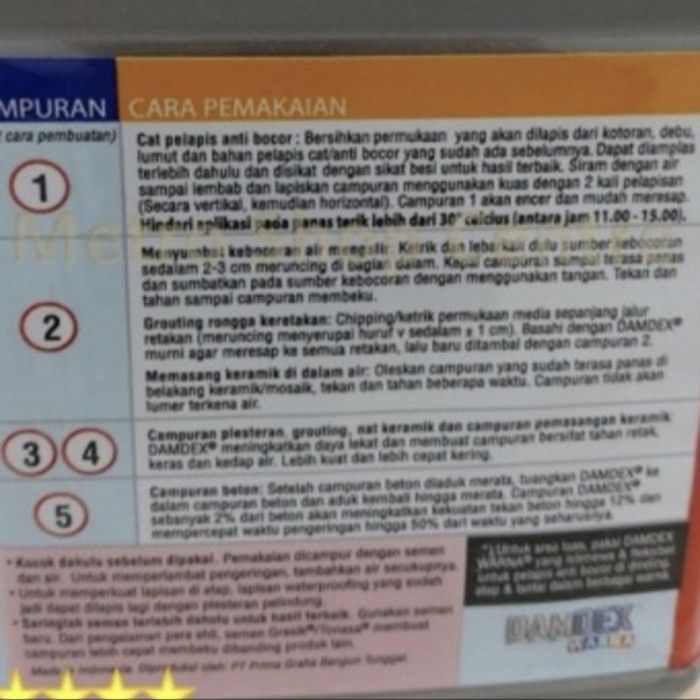 MPURAN CARA PEMAKAIAN
cara pembuatan)
1
Cat pelapis anti bocor : Bersihkan permukaan yang akan dilapis dari kotoran, debu,
lumut dan bahan pelapis cat/anti bocor yang sudah ada sebelumnya. Dapat diamplas
terlebih dahulu dan disikat dengan sikat besi untuk hasil terbaik. Siram dengan air
sampai lembab dan lapiskan campuran menggunakan kuas dengan 2 kali pelapisan
(Secara vertikal, kemudian horizontal). Campuran 1 akan encer dan mudah meresap.
Hindari aplikasi pada panas terik lebih dari 30° celcius (antara jam 11.00 - 15.00).
2
Menyumbat kebocoran air mengalir: Ketrik dan leba kali dulu sumber kebocoran
sedalam 2-3 cm meruncing di bagian dalam. Kepal campuran sampai terasa panas
dan sumbatkan pada sumber kebocoran dengan menggunakan tangan. Tekan dan
tahan sampai campuran membeku.
Grouting rongga keretakan: Chipping/ketrik permukaan media sepanjang jalur
retakan (meruncing menyerupai huruf v sedalam ± 1 cm). Basahi dengan DAMDEX®
murni agar meresap ke semua retakan, lalu baru ditambal dengan campuran 2.
Memasang keramik di dalam air: Oleskan campuran yang sudah terasa panas di
belakang keramik/mosaik, tekan dan tahan beberapa waktu. Campuran tidak akan
lumer terkena air.
3 4
Campuran plesteran, grouting, nat keramik dan campuran pemasangan keramik:
DAMDEX® meningkatkan daya lekat dan membuat campuran bersifat tahan retak,
keras dan kedap air. Lebih kuat dan lebih cepat kering.
5
Campuran beton: Setelah campuran beton diaduk merata, tuangkan DAMDEX® ke
dalam campuran beton dan aduk kembali hingga merata. Campuran DAMDEX®
sebanyak 2% dari beton akan meningkatkan kekuatan tekan beton hingga 12% dan
mempercepat waktu pengeringan hingga 50% dari waktu yang seharusnya.
• Kocok dahulu sebelum dipakai. Pemakaian dicampur dengan semen
dan air. Untuk memperlambat pengeringan, tambahkan air secukupnya.
• Untuk memperkuat lapisan di atap, lapisan waterproofing yang sudah
jadi dapat dilapis lagi dengan plesteran pelindung.
• Saringlah semen terlebih dahulu untuk hasil terbaik. Gunakan semen
baru. Dari pengalaman para ahli, semen Gresik®/Tonasa® membuat
campuran lebih cepat membeku dibanding produk lain.
Made in Indonesia. Diproduksi oleh: PT Prima Graha Bangun Tunggal.
*) Untuk area luas, pakai DAMDEX
DAMDEX
WARNA